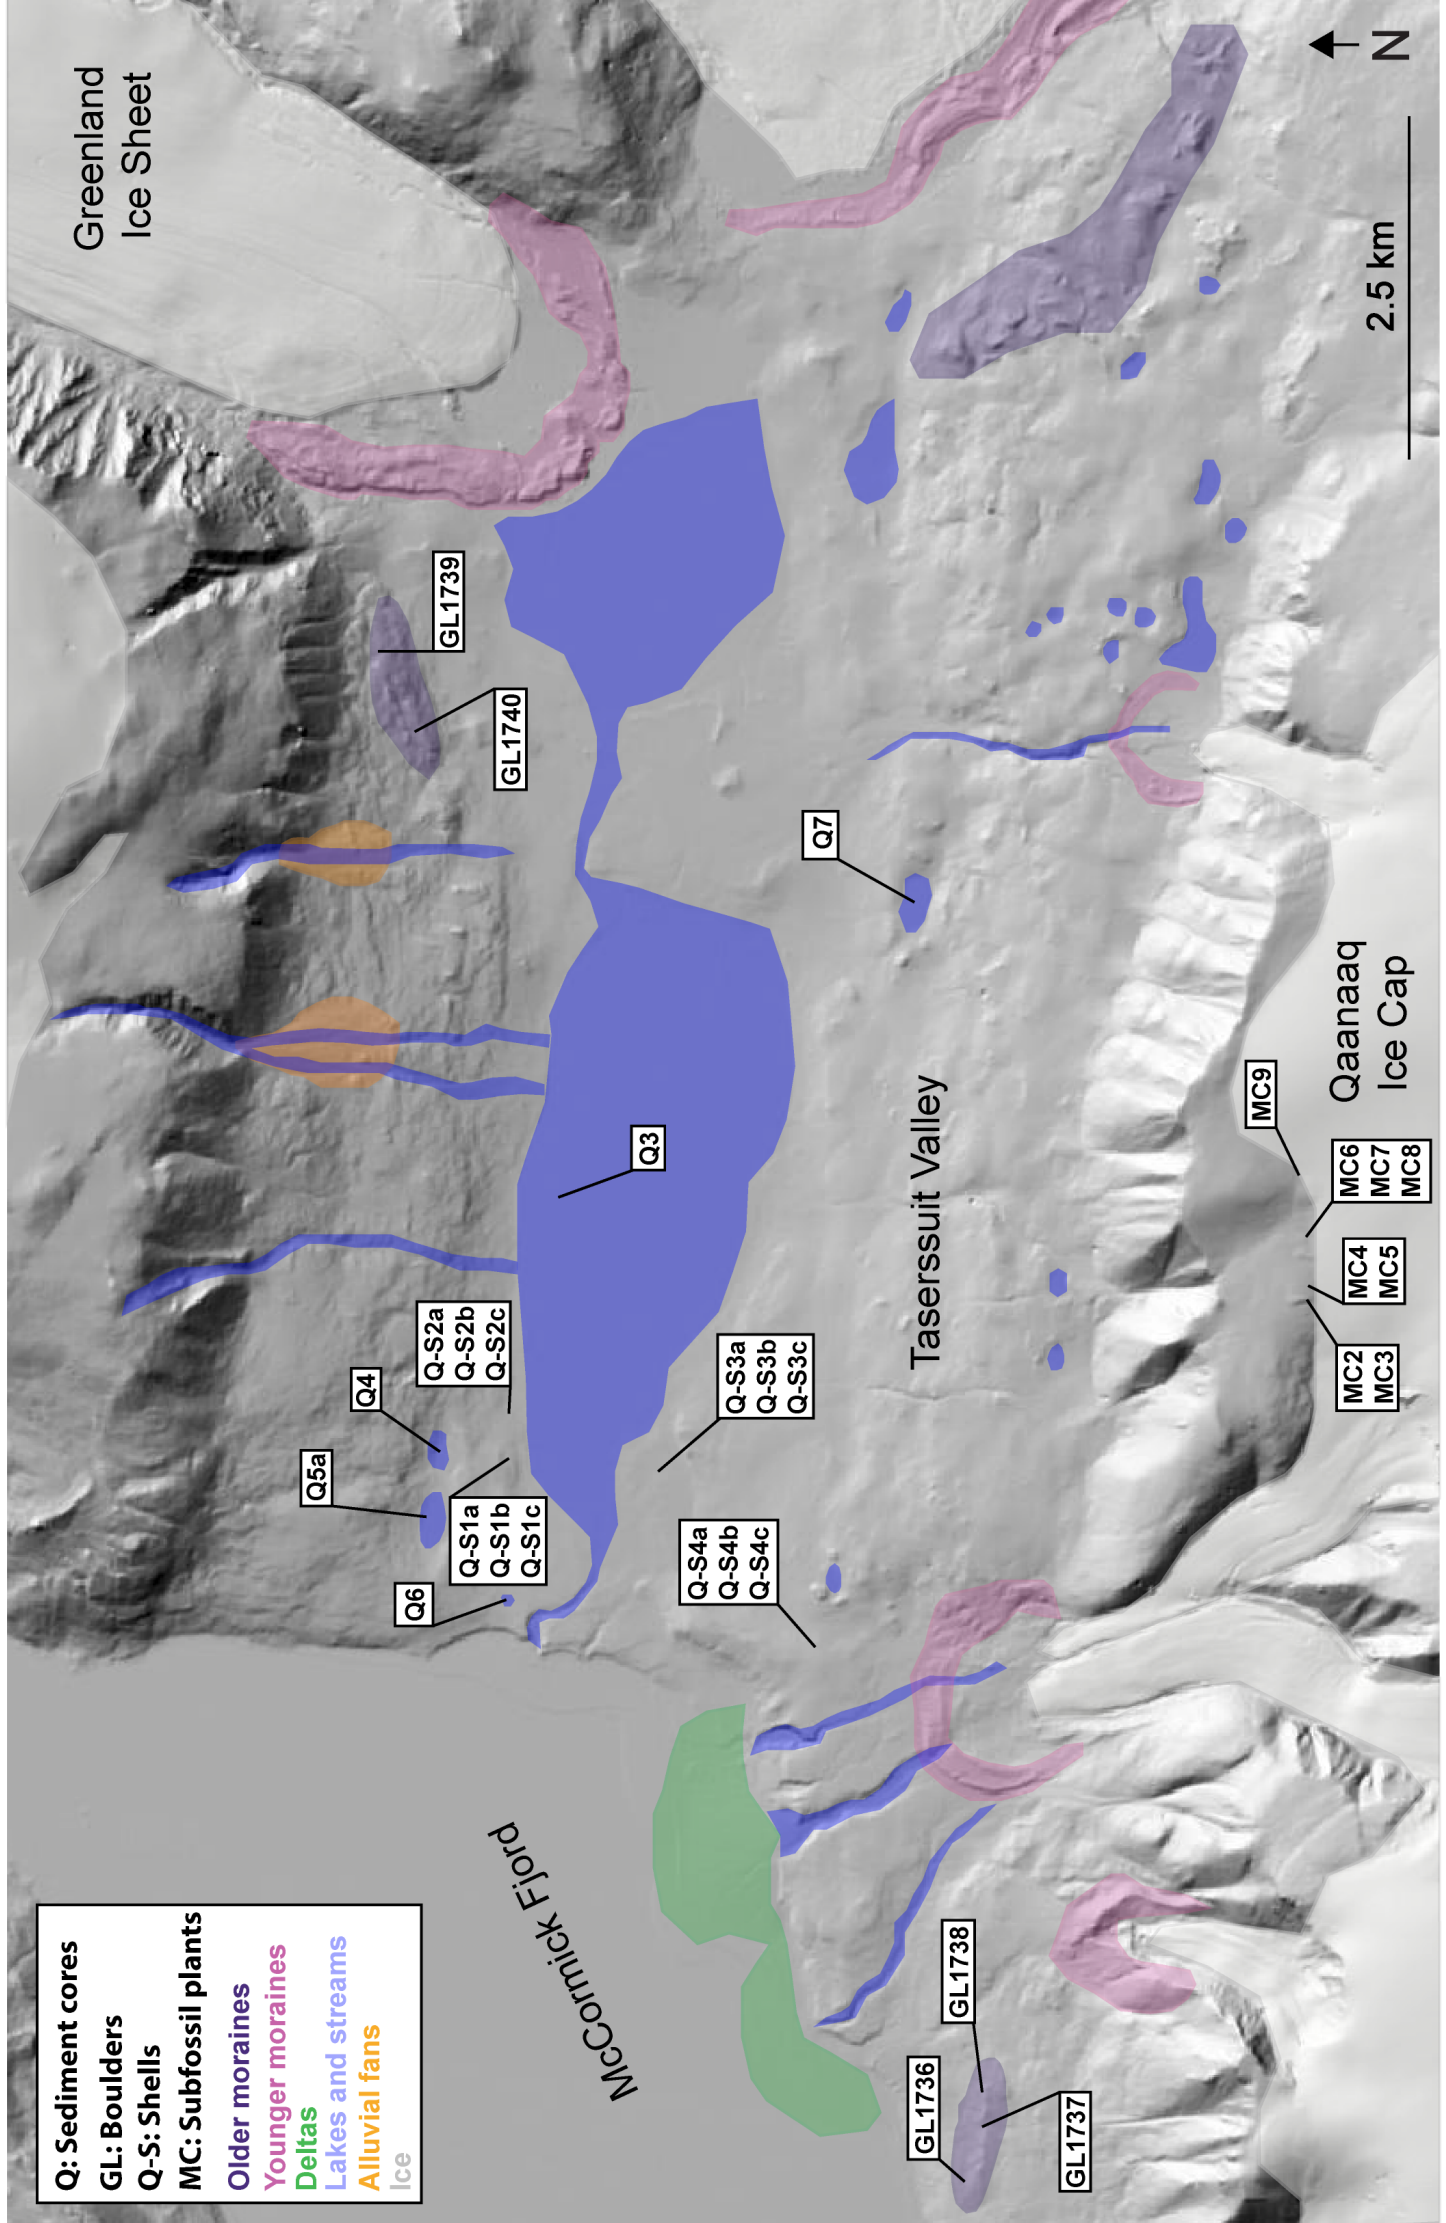 Q: Sediment cores
GL: Boulders
Q-S: Shells
MC: Subfossil plants
Older moraines
Younger moraines
Deltas
Lakes and streams
Alluvial fans
Ice
McCormick Fjord
GL1736
GL1738
GL1737
Q6
Q5a
Q4
Q-S1a
Q-S1b
Q-S1c
Q-S2a
Q-S2b
Q-S2c
Q-S4a
Q-S4b
Q-S4c
Q-S3a
Q-S3b
Q-S3c
Q3
Taserssuit Valley
MC2
MC3
MC4
MC5
MC6
MC7
MC8
MC9
Qaanaaq
Ice Cap
Q7
GL1740
GL1739
Greenland
Ice Sheet
2.5 km
N